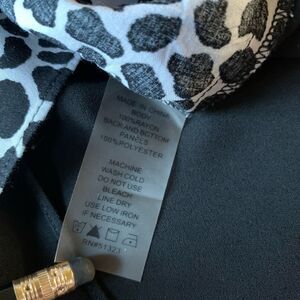 MADE IN CHINA
BODY
100%RAYON
BACK AND BOTTOM
PANELS
100%POLYESTER
MACHINE
WASH COLD
DO NOT USE
BLEACH
LINE DRY
USE LOW IRON
IF NECESSARY